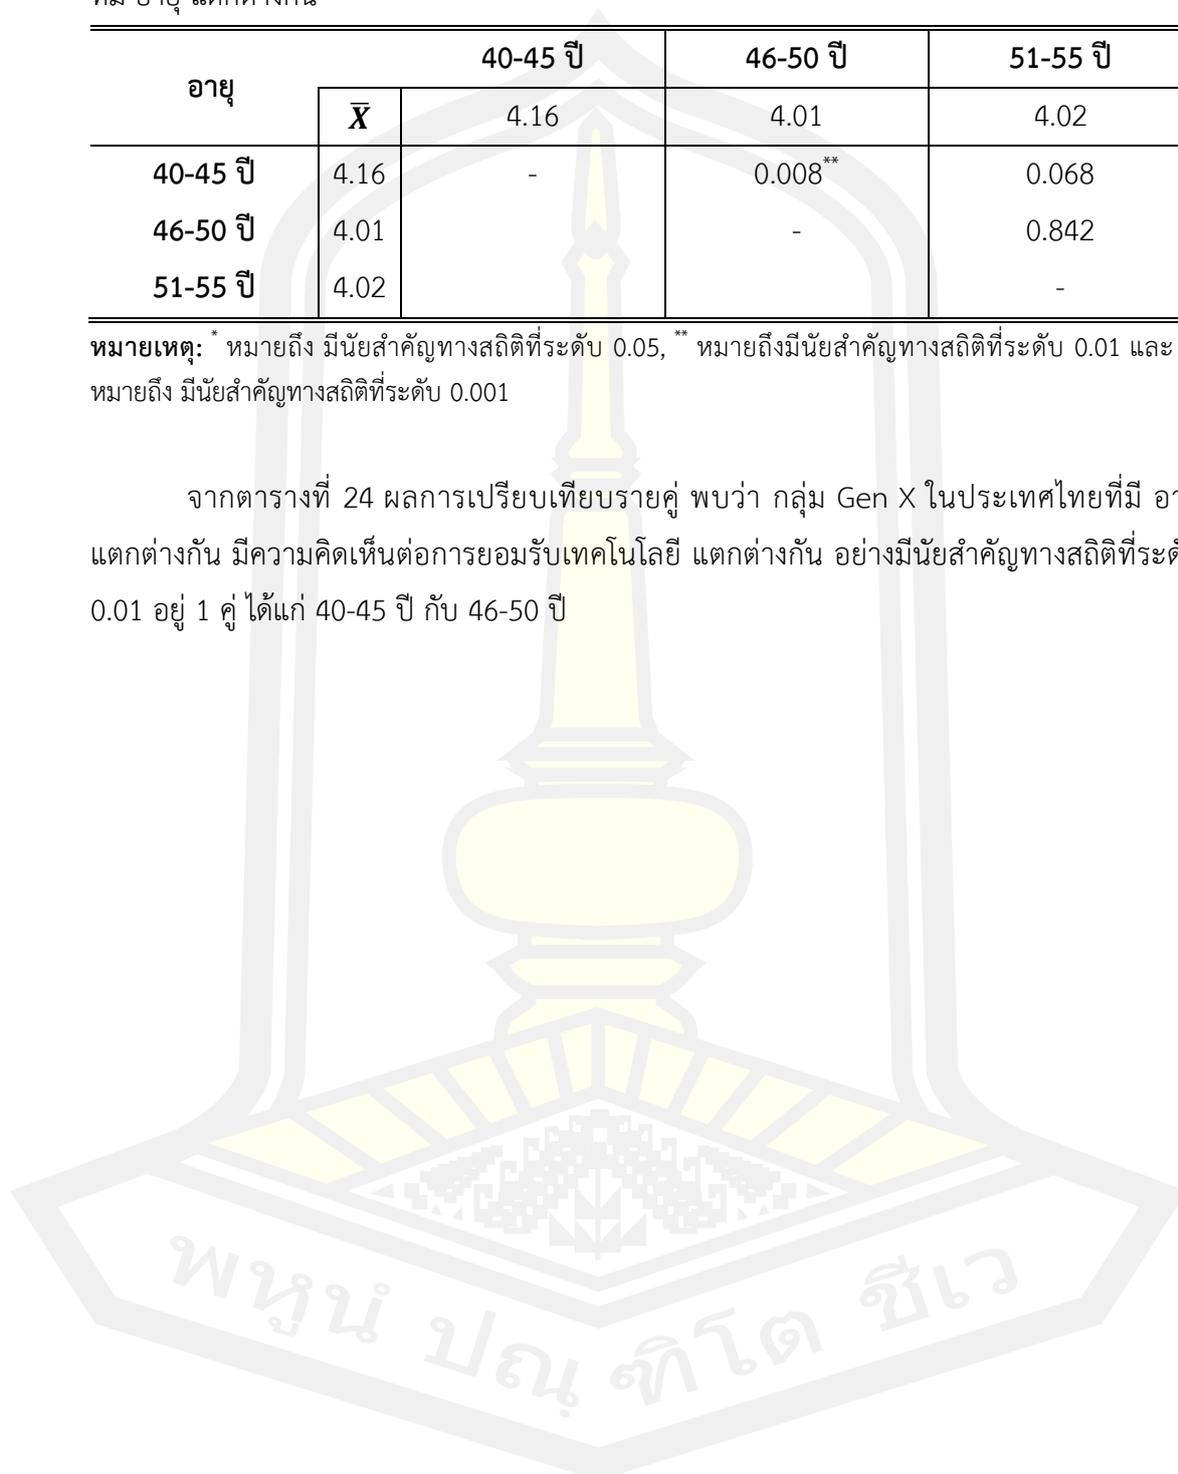 ที่มี อายุ แตกต่างกัน
อายุ 40-45 ปี 46-50 ปี 51-55 ปี
X̄ 4.16 4.01 4.02
40-45 ปี 4.16 - 0.008** 0.068
46-50 ปี 4.01 - 0.842
51-55 ปี 4.02 -
หมายเหตุ: * หมายถึง มีนัยสำคัญทางสถิติที่ระดับ 0.05, ** หมายถึงมีนัยสำคัญทางสถิติที่ระดับ 0.01 และ
หมายถึง มีนัยสำคัญทางสถิติที่ระดับ 0.001
จากตารางที่ 24 ผลการเปรียบเทียบรายคู่ พบว่า กลุ่ม Gen X ในประเทศไทยที่มี
แตกต่างกัน มีความคิดเห็นต่อการยอมรับเทคโนโลยี แตกต่างกัน อย่างมีนัยสำคัญทางสถิติที่
0.01 อยู่ 1 คู่ ได้แก่ 40-45 ปี กับ 46-50 ปี
พหูนํ ปณฺฑิโต ชีเว